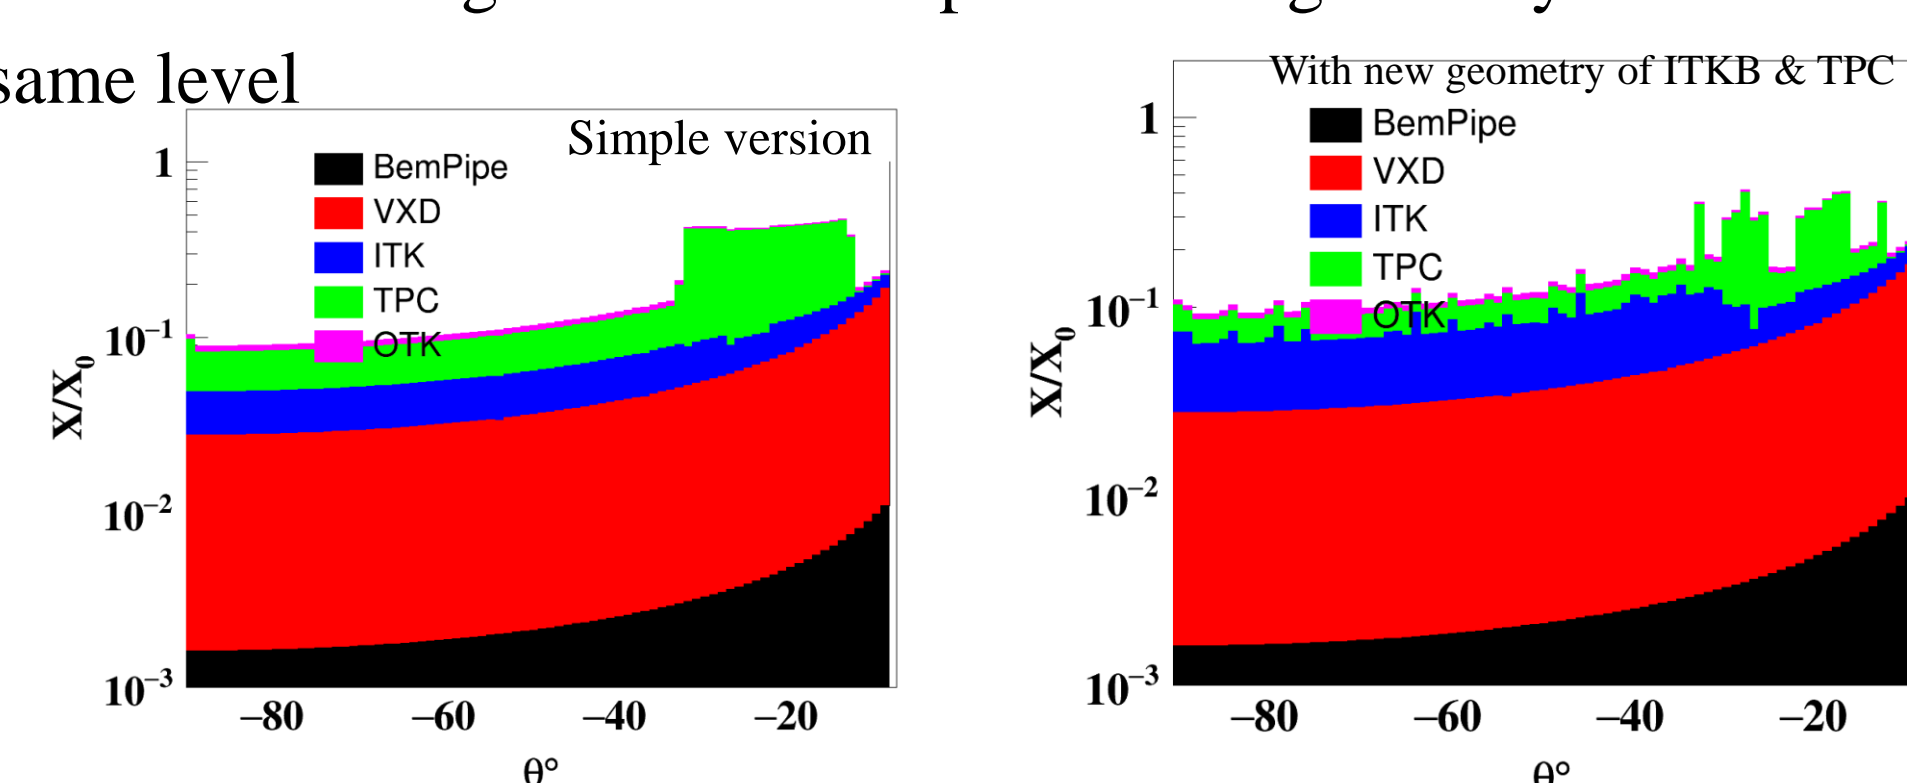 same level
Simple version
1
10⁻¹
10⁻²
10⁻³
X/X₀
BemPipe
VXD
ITK
TPC
OTK
−80 −60 −40 −20
θ°
With new geometry of ITKB & TPC
1
10⁻¹
10⁻²
10⁻³
X/X₀
BemPipe
VXD
ITK
TPC
OTK
−80 −60 −40 −20
θ°